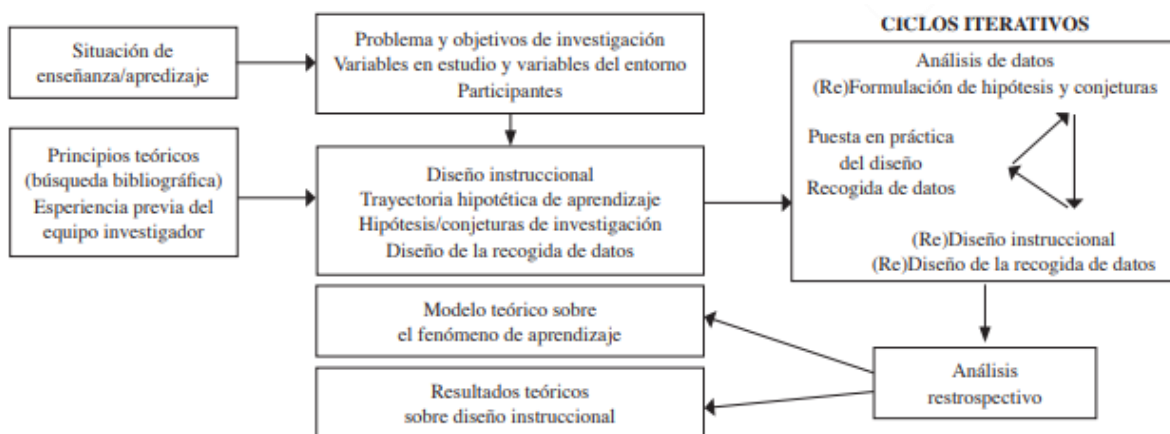 Situación de
enseñanza/apredizaje
Problema y objetivos de investigación
Variables en estudio y variables del entorno
Participantes
CICLOS ITERATIVOS
Análisis de datos
(Re)Formulación de hipótesis y conjeturas
Puesta en práctica
del diseño
Recogida de datos
(Re)Diseño instruccional
(Re)Diseño de la recogida de datos
Principios teóricos
(búsqueda bibliográfica)
Esperiencia previa del
equipo investigador
Diseño instruccional
Trayectoria hipotética de aprendizaje
Hipótesis/conjeturas de investigación
Diseño de la recogida de datos
Modelo teórico sobre
el fenómeno de aprendizaje
Resultados teóricos
sobre diseño instruccional
Análisis
restrospectivo